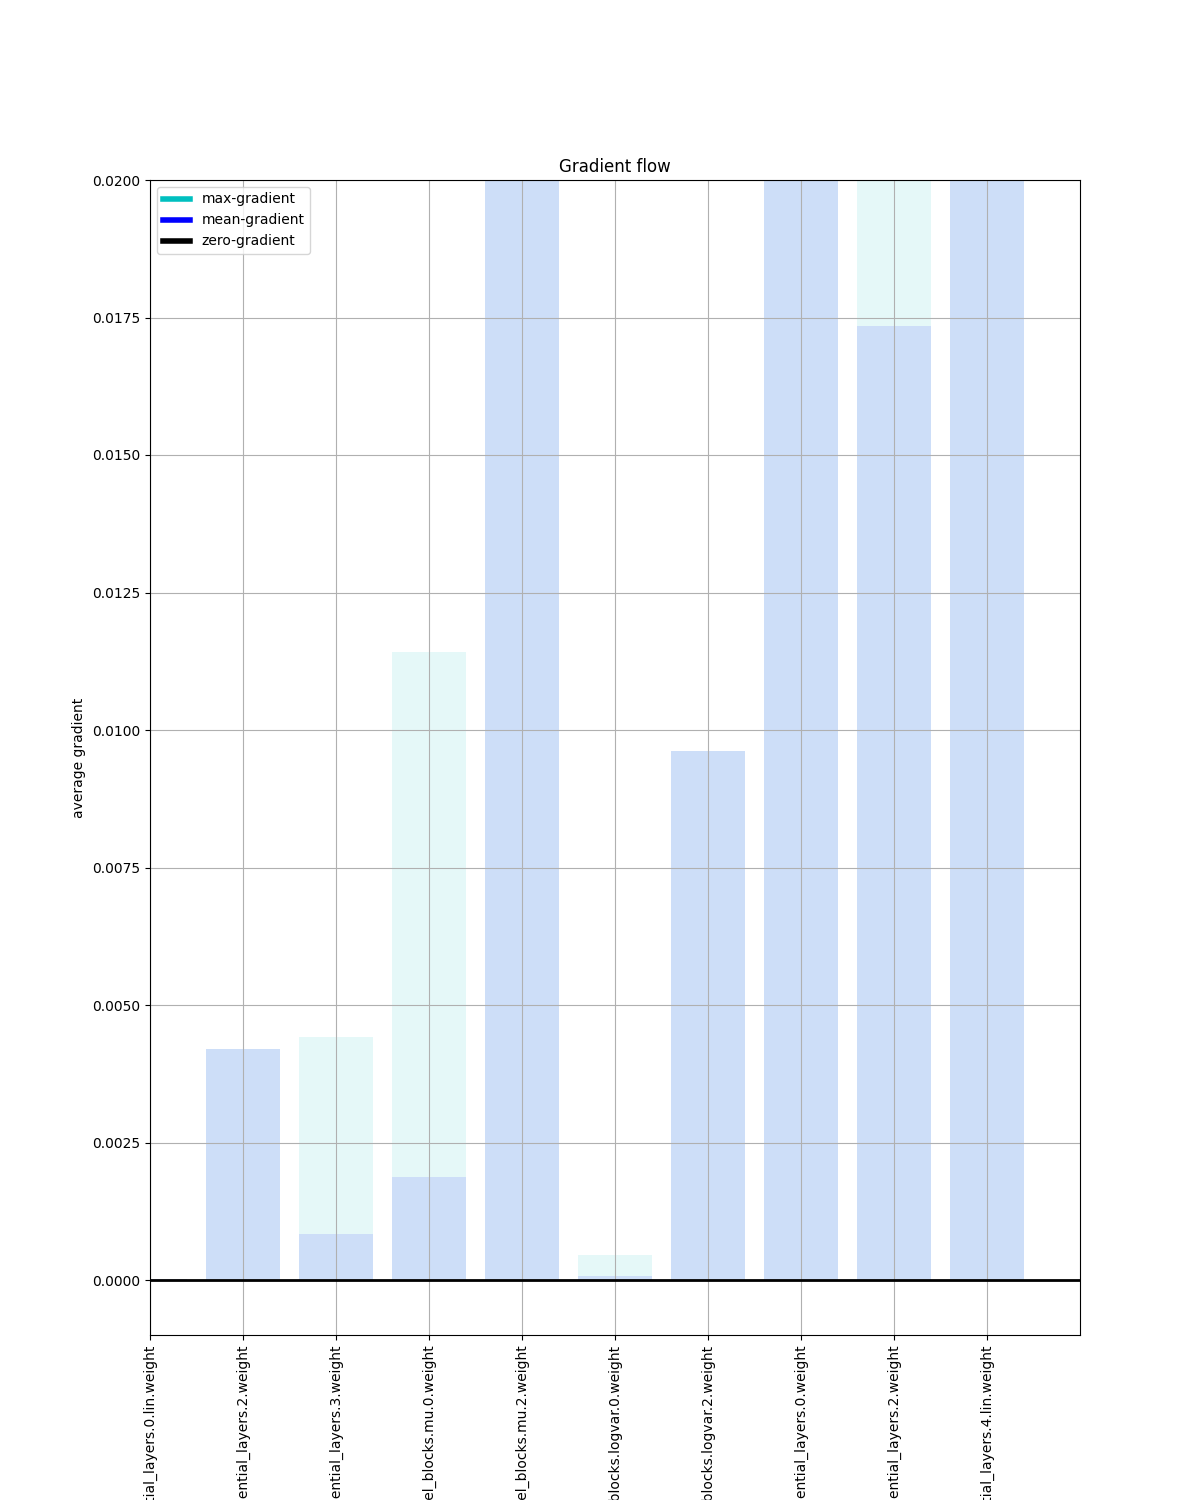 Gradient flow
max-gradient
mean-gradient
zero-gradient
average gradient
0.0200
0.0175
0.0150
0.0125
0.0100
0.0075
0.0050
0.0025
0.0000
tial_layers.0.lin.weight
ential_layers.2.weight
ential_layers.3.weight
el_blocks.mu.0.weight
el_blocks.mu.2.weight
blocks.logvar.0.weight
blocks.logvar.2.weight
ential_layers.0.weight
ential_layers.2.weight
tial_layers.4.lin.weight